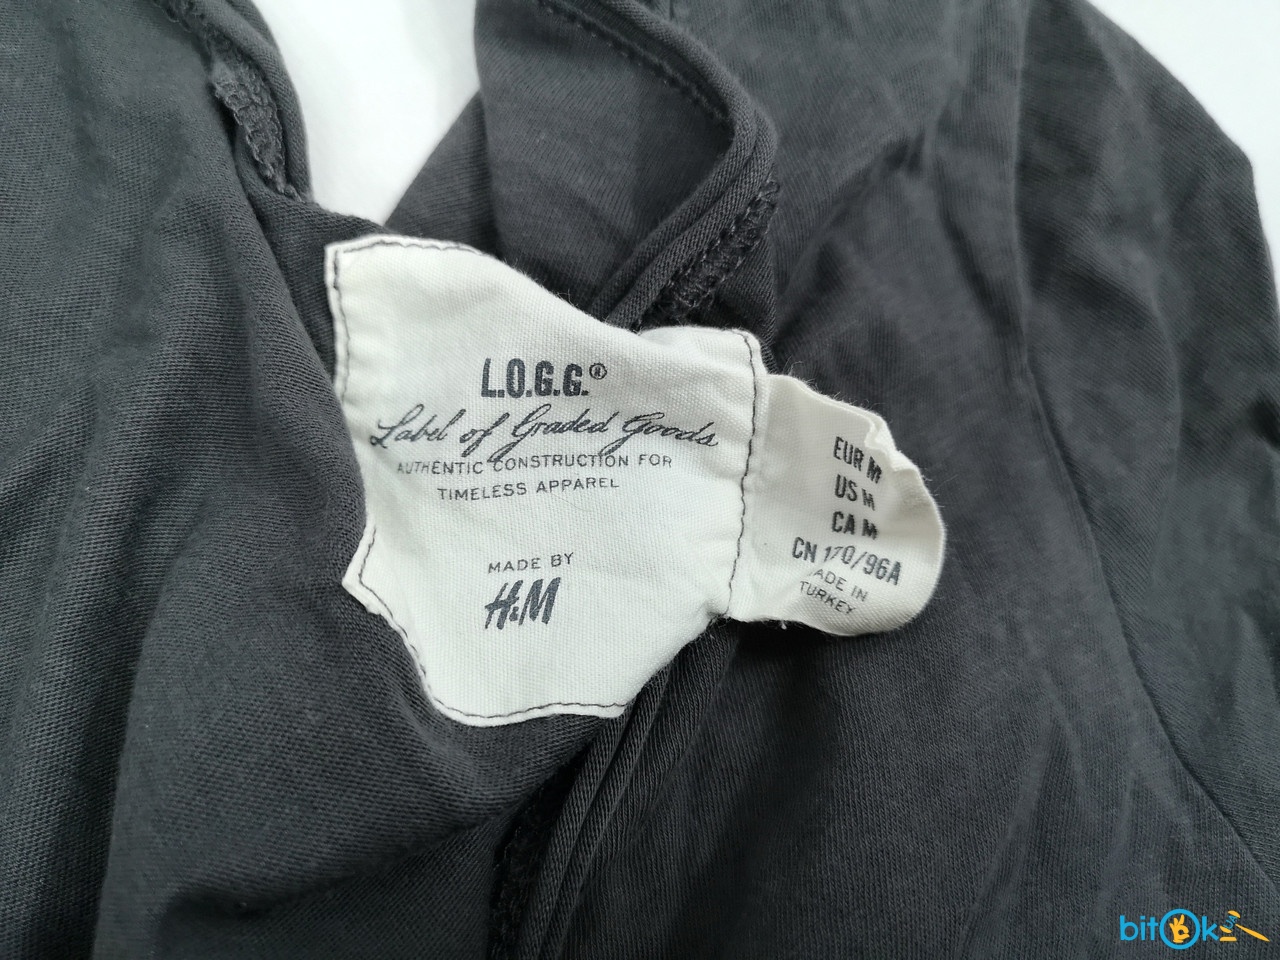 L.O.G.G.®
Label of Graded Goods
AUTHENTIC CONSTRUCTION FOR
TIMELESS APPAREL
MADE BY
H&M
EUR M
US M
CA M
CN 170/96A
ADE IN
TURKEY
bitOk